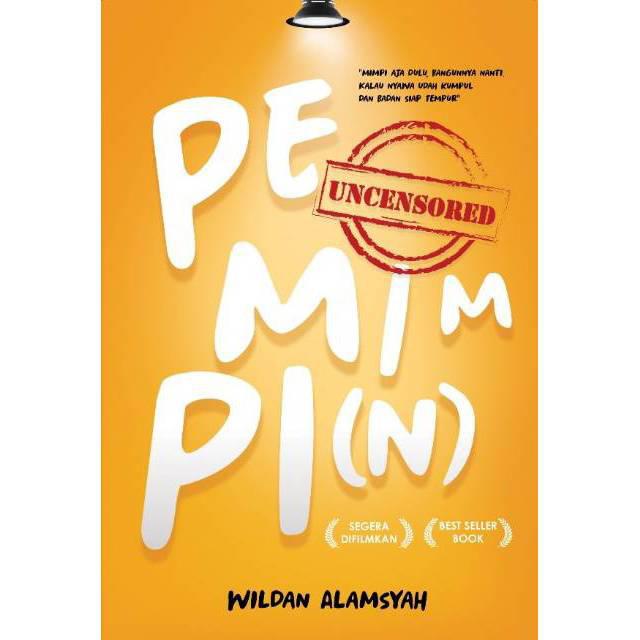 "MIMPI AJA DULU, BANGUNNYA NANTI,
KALAU NYAWA UDAH KUMPUL
DAN BADAN SIAP TEMPUR"
PE
UNCENSORED
MIM
PI(N)
SEGERA
DIFILMKAN
BEST SELLER
BOOK
WILDAN ALAMSYAH